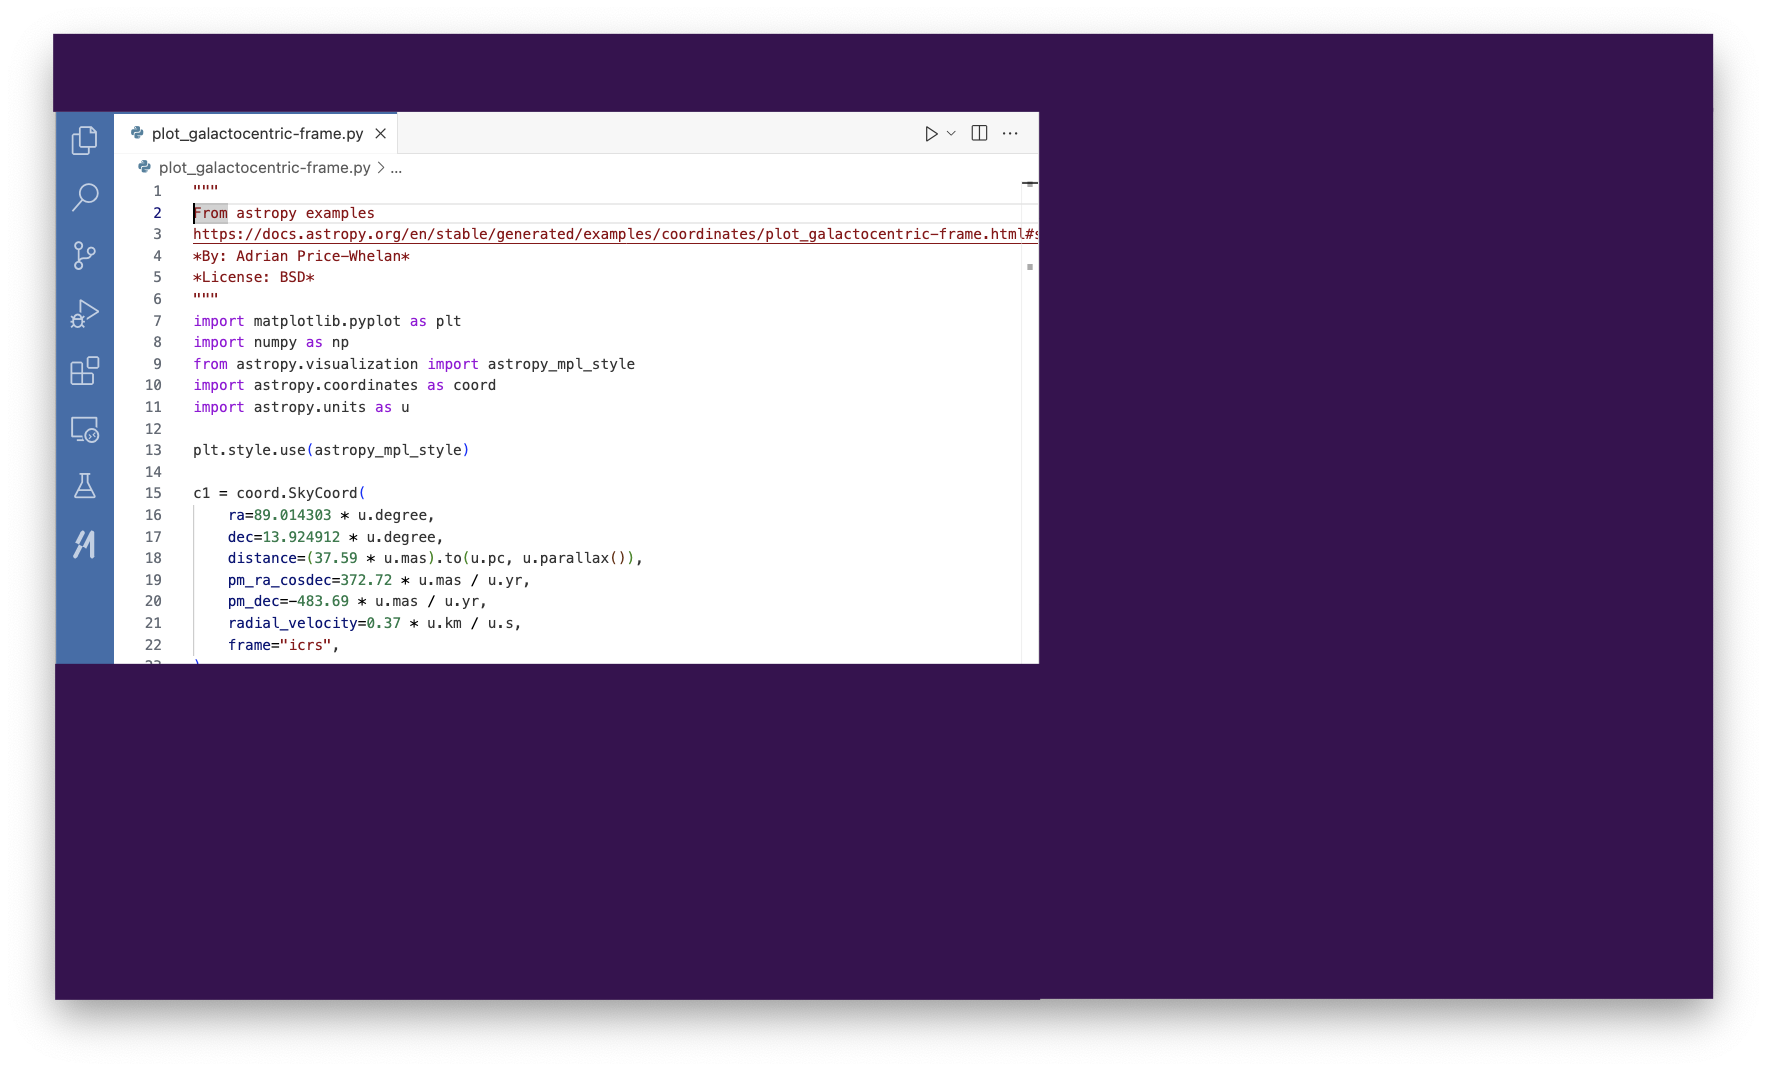 plot_galactocentric-frame.py
plot_galactocentric-frame.py > ...
1 """
2 From astropy examples
3 https://docs.astropy.org/en/stable/generated/examples/coordinates/plot_galactocentric-frame.html#s
4 *By: Adrian Price-Whelan*
5 *License: BSD*
6 """
7 import matplotlib.pyplot as plt
8 import numpy as np
9 from astropy.visualization import astropy_mpl_style
10 import astropy.coordinates as coord
11 import astropy.units as u
12
13 plt.style.use(astropy_mpl_style)
14
15 c1 = coord.SkyCoord(
16     ra=89.014303 * u.degree,
17     dec=13.924912 * u.degree,
18     distance=(37.59 * u.mas).to(u.pc, u.parallax()),
19     pm_ra_cosdec=372.72 * u.mas / u.yr,
20     pm_dec=-483.69 * u.mas / u.yr,
21     radial_velocity=0.37 * u.km / u.s,
22     frame="icrs",
23 )